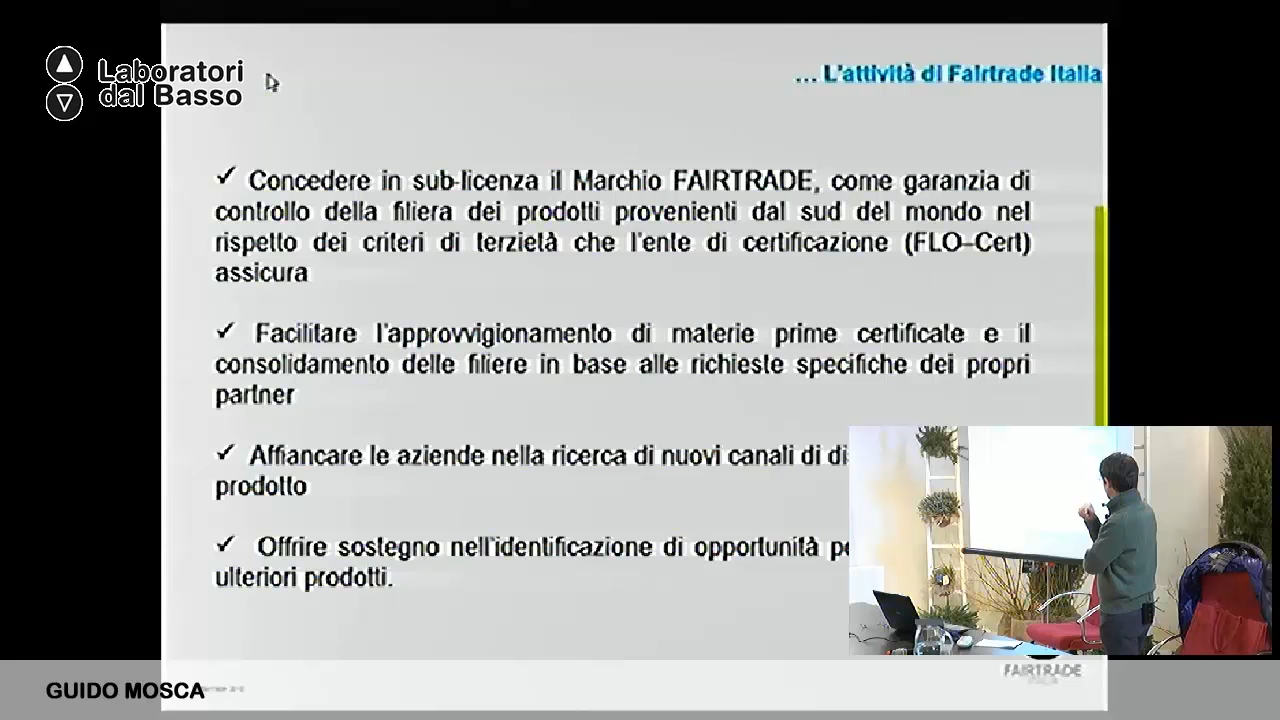 Laboratori
dal Basso
... L'attività di Fairtrade Italia
✓ Concedere in sub-licenza il Marchio FAIRTRADE, come garanzia di
controllo della filiera dei prodotti provenienti dal sud del mondo nel
rispetto dei criteri di terzietà che l'ente di certificazione (FLO–Cert)
assicura
✓ Facilitare l'approvvigionamento di materie prime certificate e il
consolidamento delle filiere in base alle richieste specifiche dei propri
partner
✓ Affiancare le aziende nella ricerca di nuovi canali di
prodotto
✓ Offrire sostegno nell'identificazione di opportunità
ulteriori prodotti.
FAIRTRADE
GUIDO MOSCA